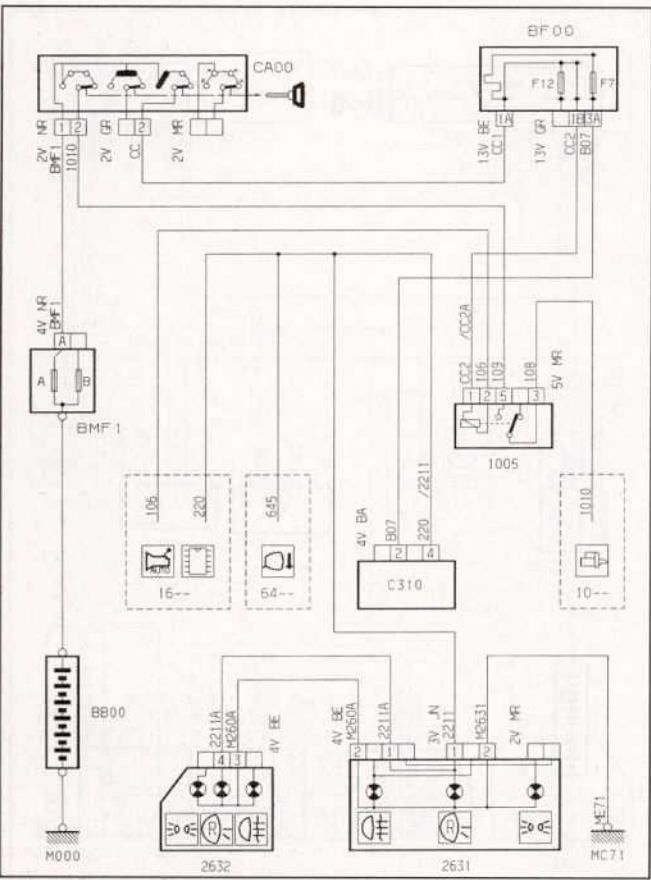 BF00
CA00
F12 F7
1 2 2
1A 1B 3A
2V NR
BMF1
1010
2V GR
CC
2V MR
13V BE
CC1
13V GR
CC2
B07
4V NR
BMF1
A
A B
BMF1
/CC2A
CC2
106
109
108
5V MR
1 2 5 3
1005
106
220
645
/2211
1010
4V BA
B07
220
2 4
C310
AUTO
16--
64--
10--
BB00
2211A
M260A
4V BE
4V BE
M260A
2211A
3V JN
2211
M2631
2V MR
4 3
2 1 1 2
R
R
ME71
M000
2632
2631
MC71